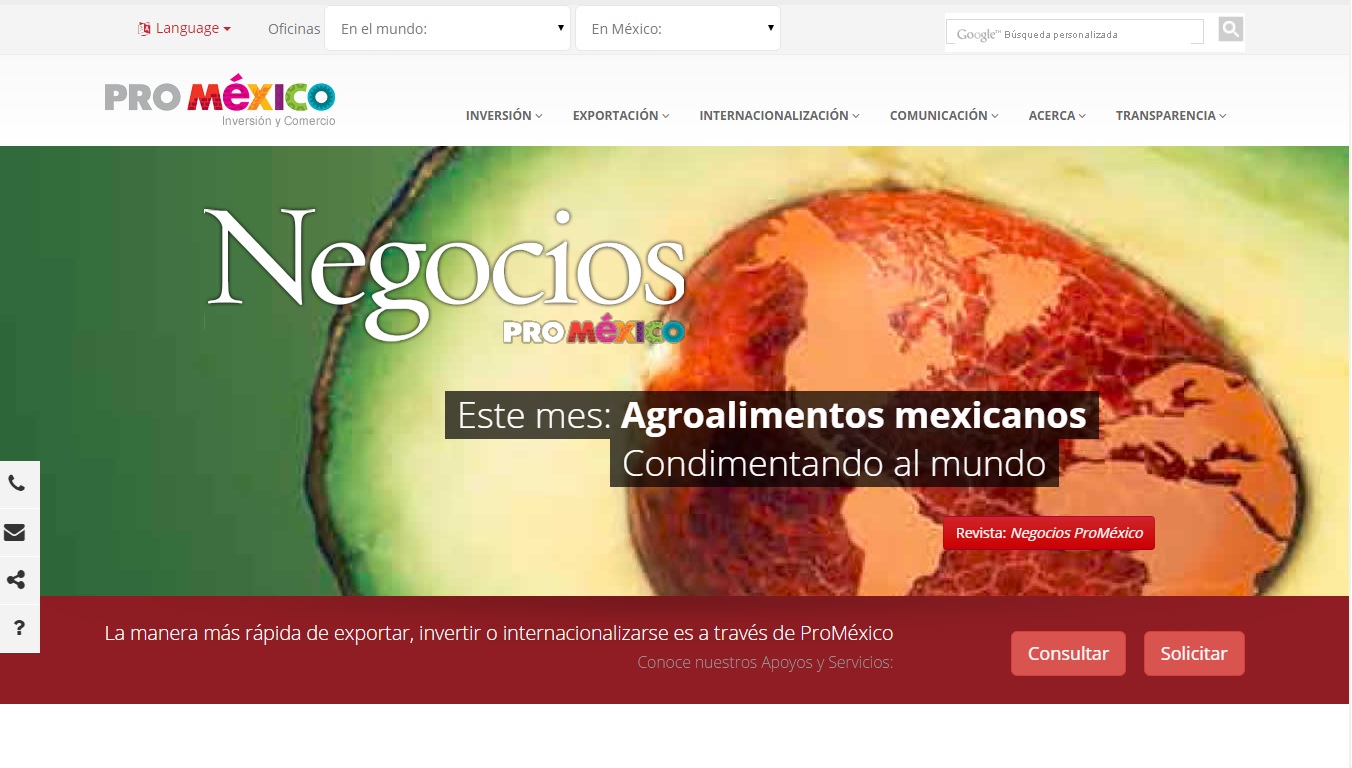 Language
Oficinas
En el mundo:
En México:
Google™ Búsqueda personalizada
PRO MÉXICO
Inversión y Comercio
INVERSIÓN
EXPORTACIÓN
INTERNACIONALIZACIÓN
COMUNICACIÓN
ACERCA
TRANSPARENCIA
Negocios
PRO MÉXICO
Este mes: Agroalimentos mexicanos
Condimentando al mundo
Revista: Negocios ProMéxico
?
La manera más rápida de exportar, invertir o internacionalizarse es a través de ProMéxico
Conoce nuestros Apoyos y Servicios:
Consultar
Solicitar